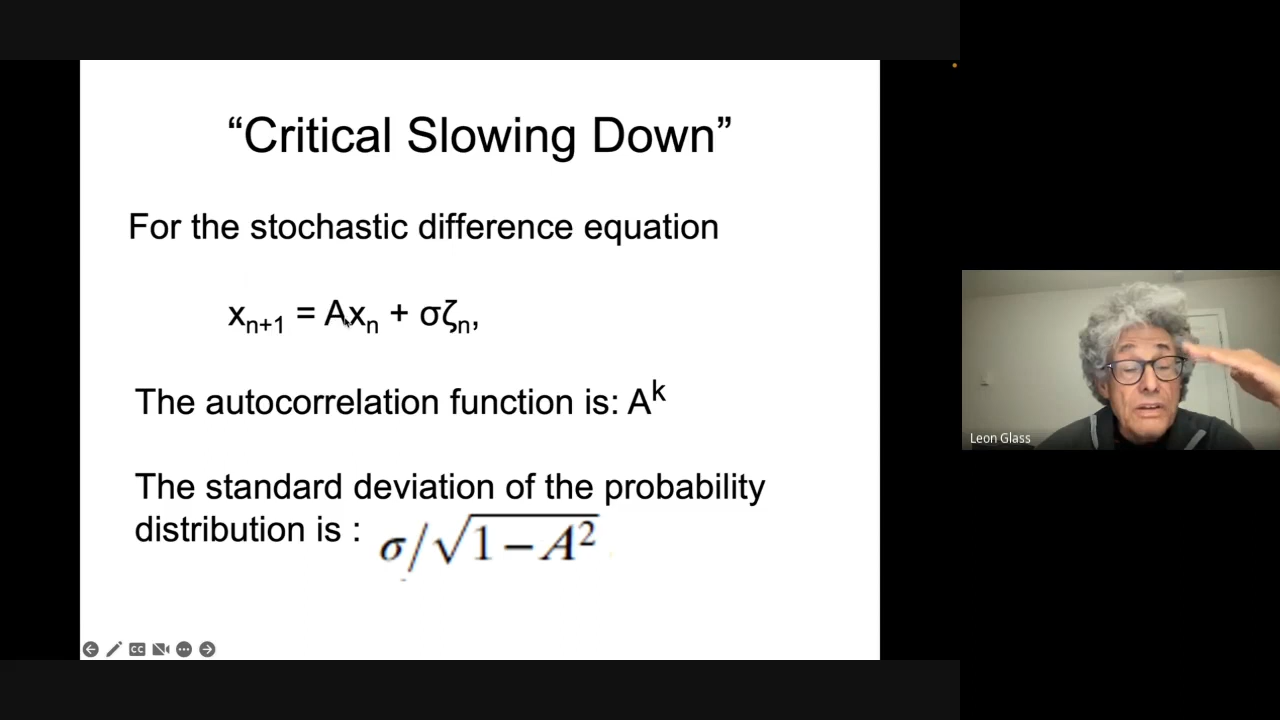 “Critical Slowing Down”
For the stochastic difference equation
xₙ₊₁ = Axₙ + σζₙ,
The autocorrelation function is: Aᵏ
The standard deviation of the probability
distribution is : σ/√1 − A²
CC
Leon Glass